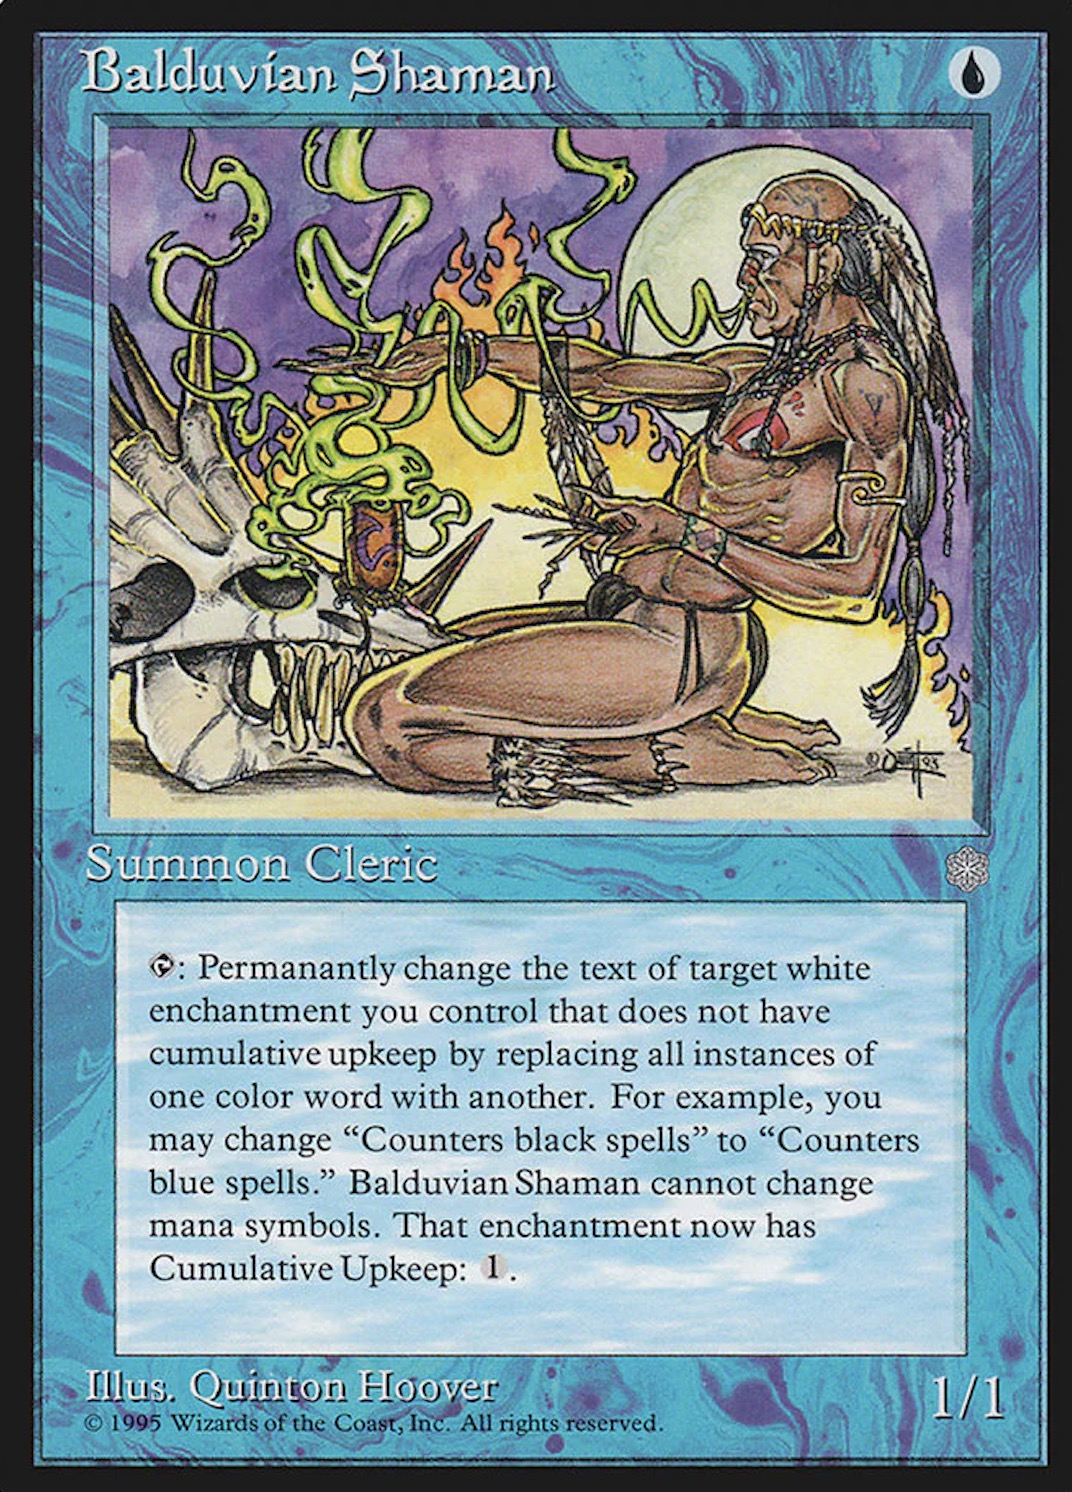 Balduvian Shaman
Summon Cleric
: Permanantly change the text of target white
enchantment you control that does not have
cumulative upkeep by replacing all instances of
one color word with another. For example, you
may change “Counters black spells” to “Counters
blue spells.” Balduvian Shaman cannot change
mana symbols. That enchantment now has
Cumulative Upkeep: 1.
Illus. Quinton Hoover
1/1
© 1995 Wizards of the Coast, Inc. All rights reserved.